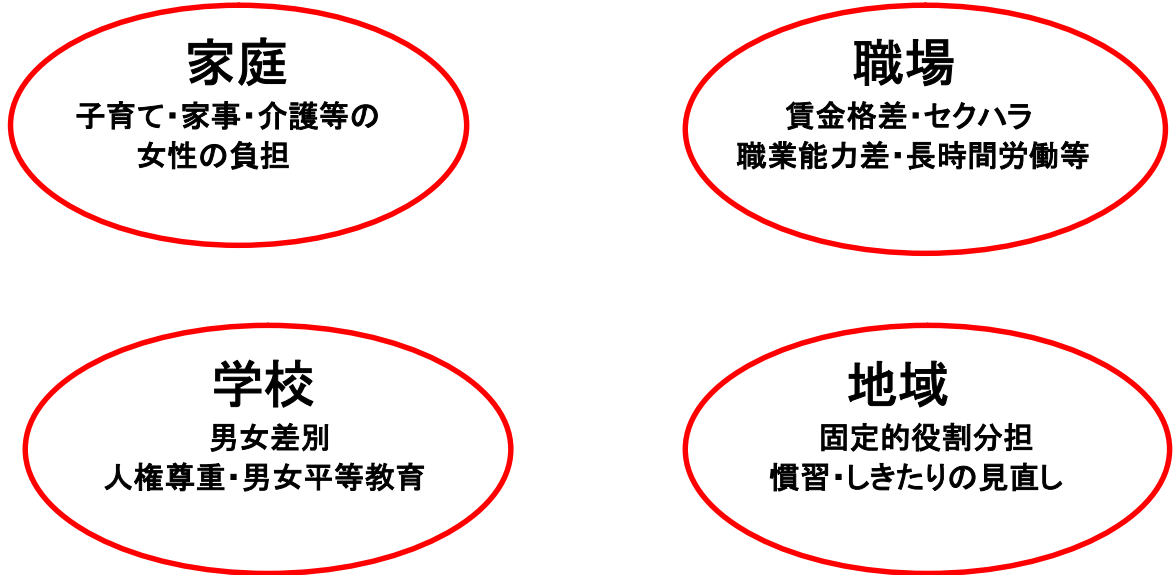 家庭
子育て・家事・介護等の
女性の負担
職場
賃金格差・セクハラ
職業能力差・長時間労働等
学校
男女差別
人権尊重・男女平等教育
地域
固定的役割分担
慣習・しきたりの見直し